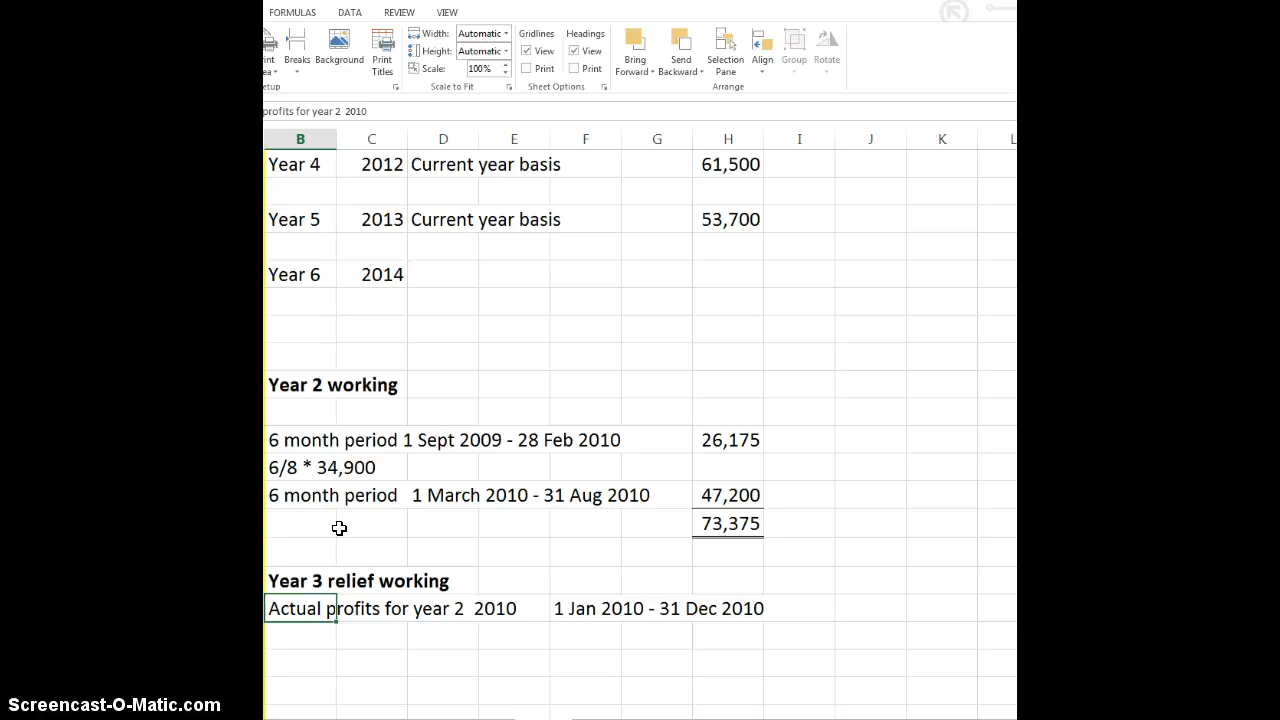 FORMULAS DATA REVIEW VIEW
Width: Automatic Gridlines Headings
Height: Automatic View View
Breaks Background Print Titles Scale: 100% Print Print
Bring Forward Send Backward Selection Pane Align Group Rotate
Scale to Fit Sheet Options Arrange
profits for year 2 2010
B C D E F G H I J K L
Year 4 2012 Current year basis 61,500
Year 5 2013 Current year basis 53,700
Year 6 2014
Year 2 working
6 month period 1 Sept 2009 - 28 Feb 2010 26,175
6/8 * 34,900
6 month period 1 March 2010 - 31 Aug 2010 47,200
73,375
Year 3 relief working
Actual profits for year 2 2010 1 Jan 2010 - 31 Dec 2010
Screencast-O-Matic.com